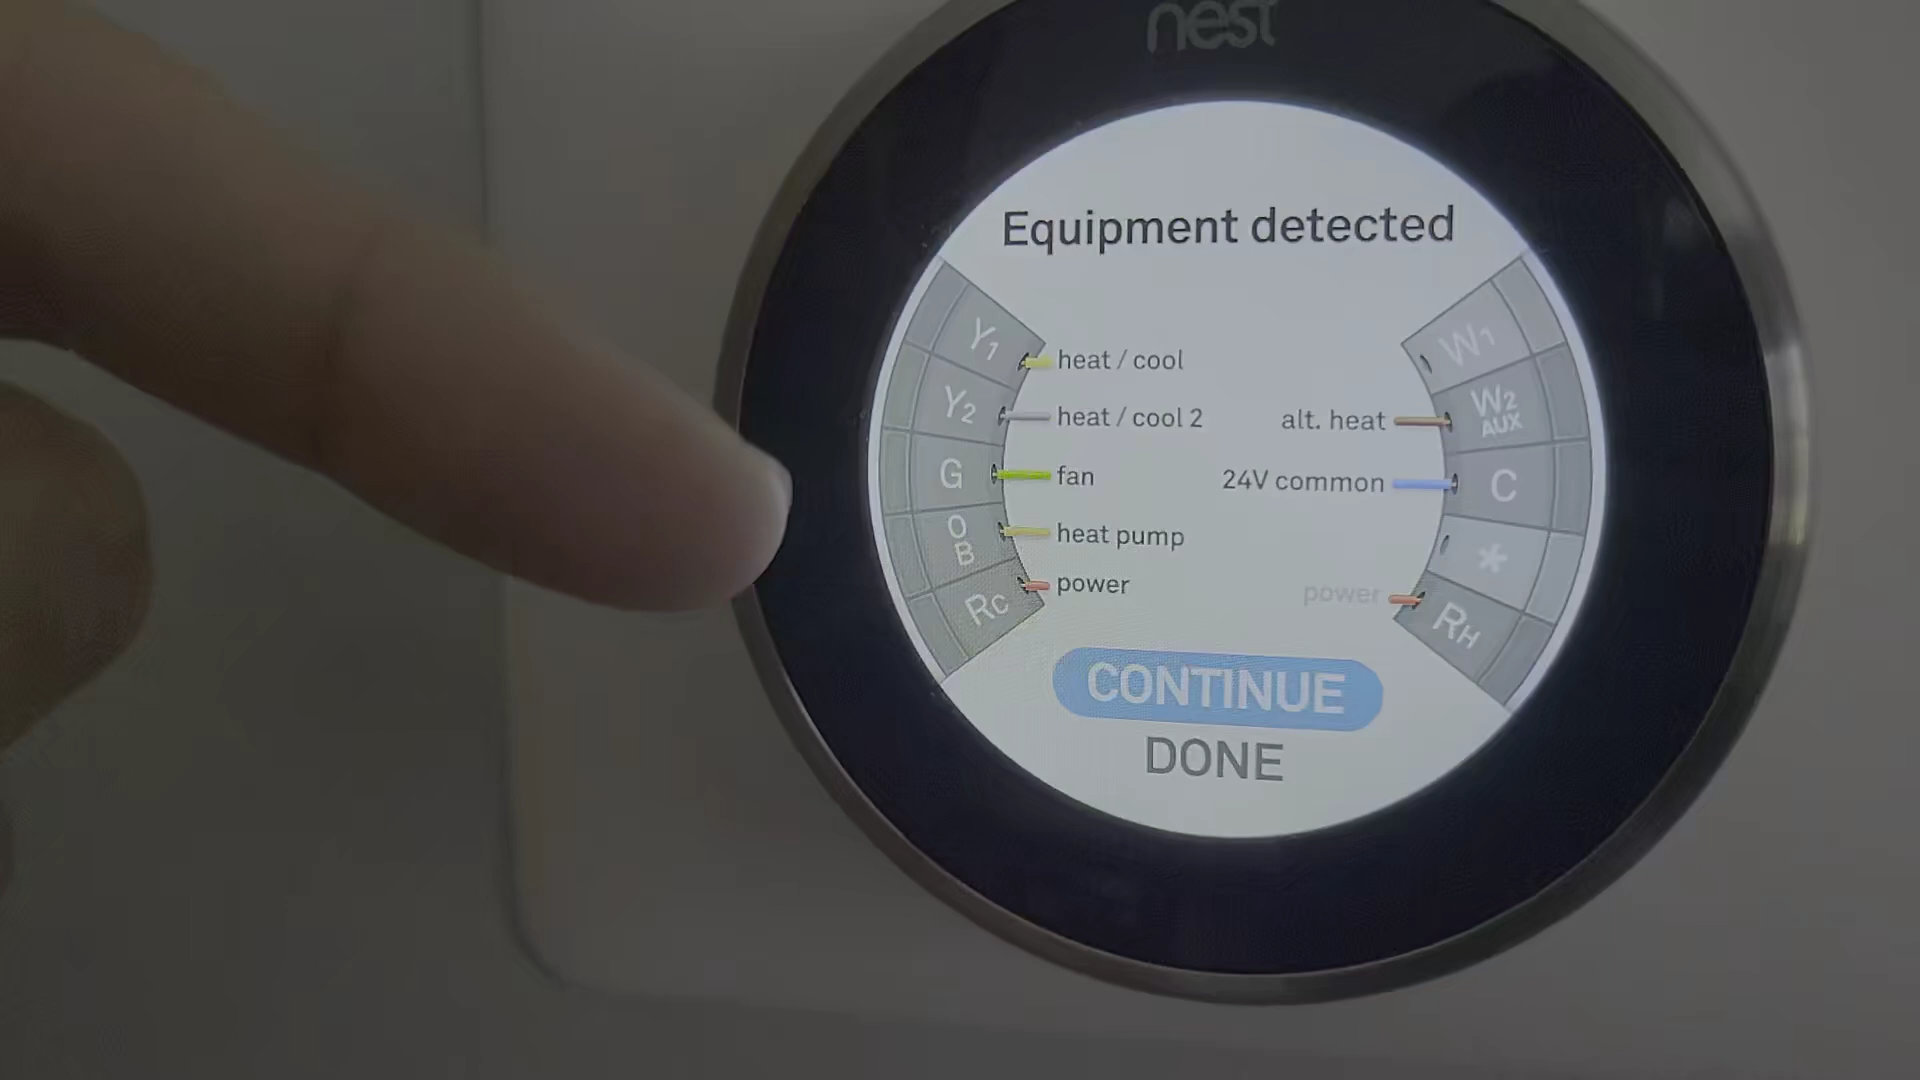 nest
Equipment detected
Y1 heat / cool
W1
Y2 heat / cool 2
alt. heat W2 AUX
G fan
24V common C
O B heat pump
*
Rc power
power RH
CONTINUE
DONE